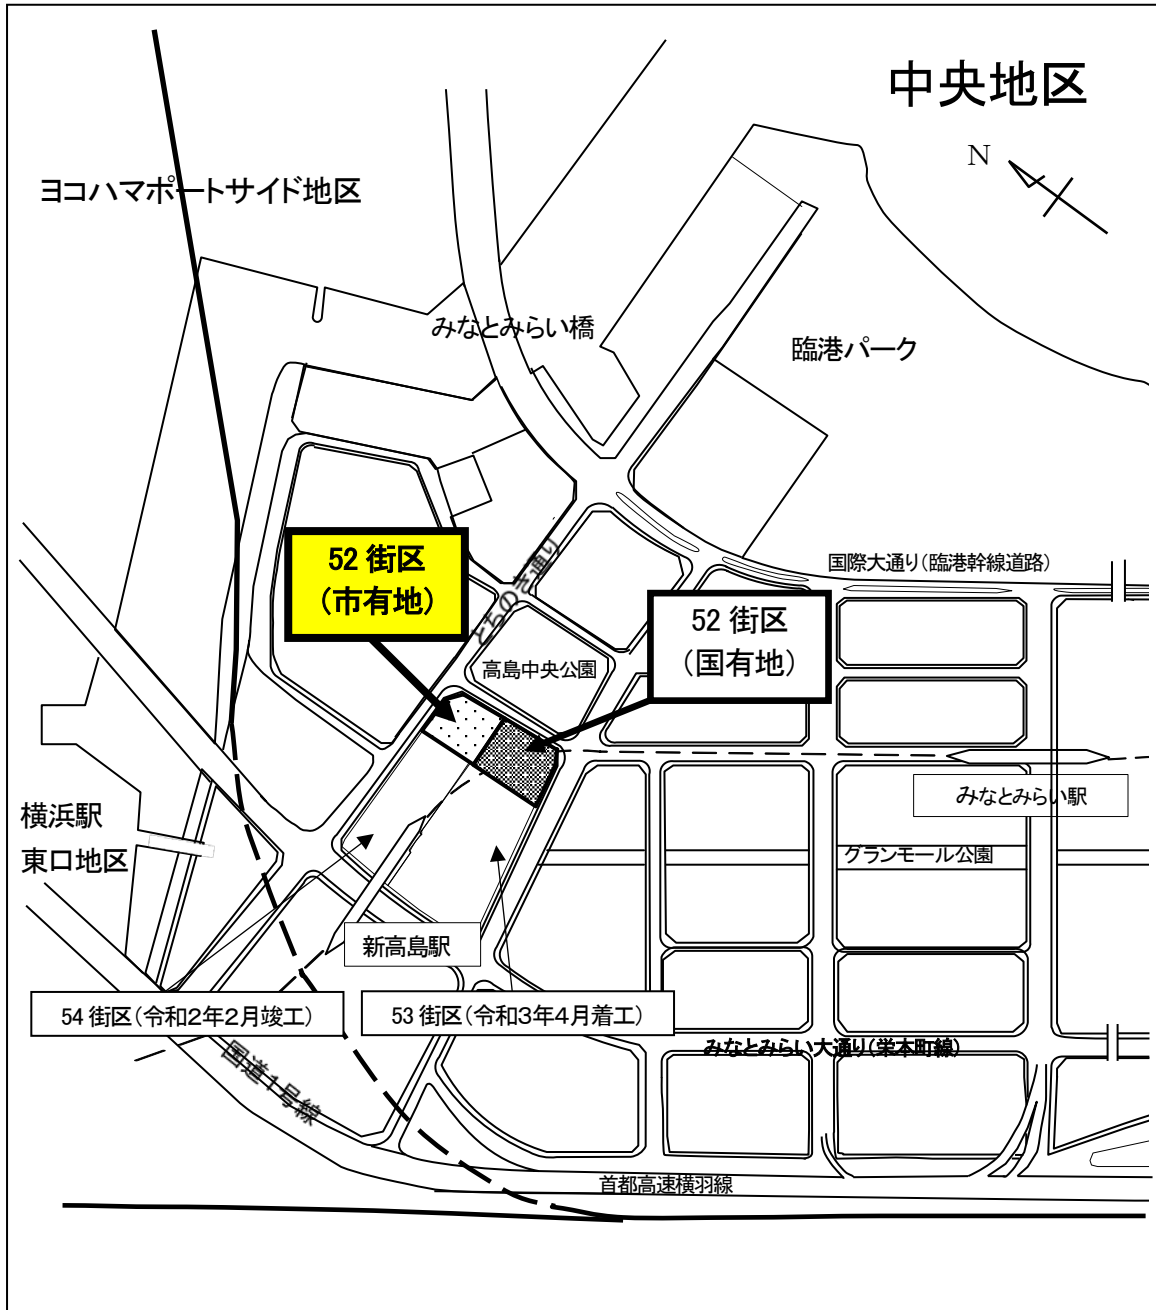 中央地区
N
ヨコハマポートサイド地区
みなとみらい橋
臨港パーク
52 街区
(市有地)
とちのき通り
国際大通り(臨港幹線道路)
52 街区
(国有地)
高島中央公園
みなとみらい駅
横浜駅
東口地区
グランモール公園
新高島駅
54 街区(令和2年2月竣工)
53 街区(令和3年4月着工)
みなとみらい大通り(栄本町線)
国道1号線
首都高速横羽線